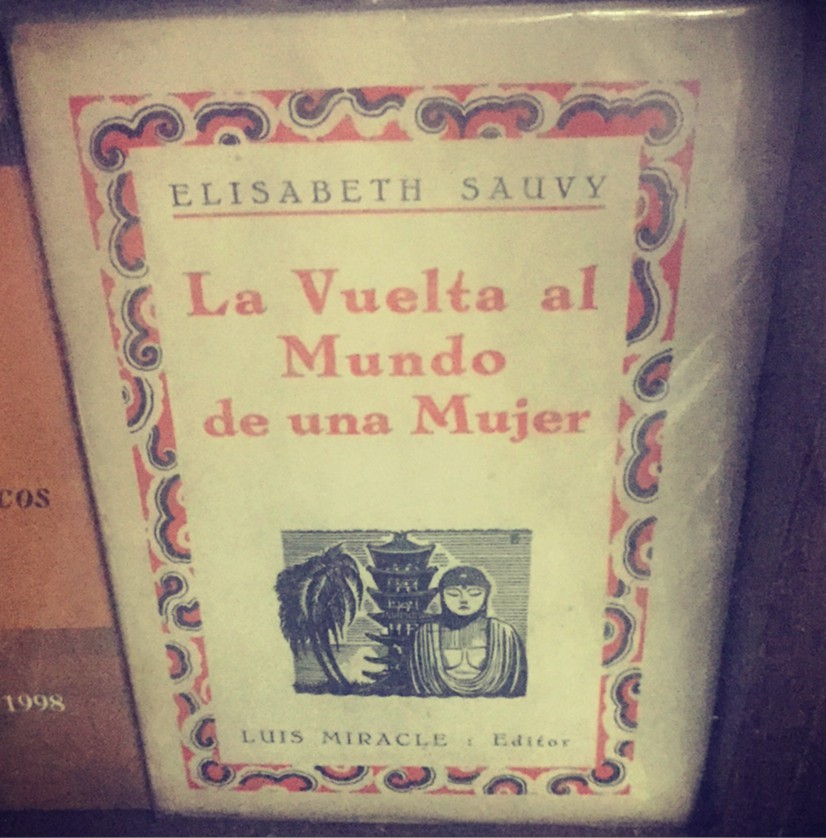 ELISABETH SAUVY
La Vuelta al
Mundo
de una Mujer
LUIS MIRACLE : Editor
cos
1998